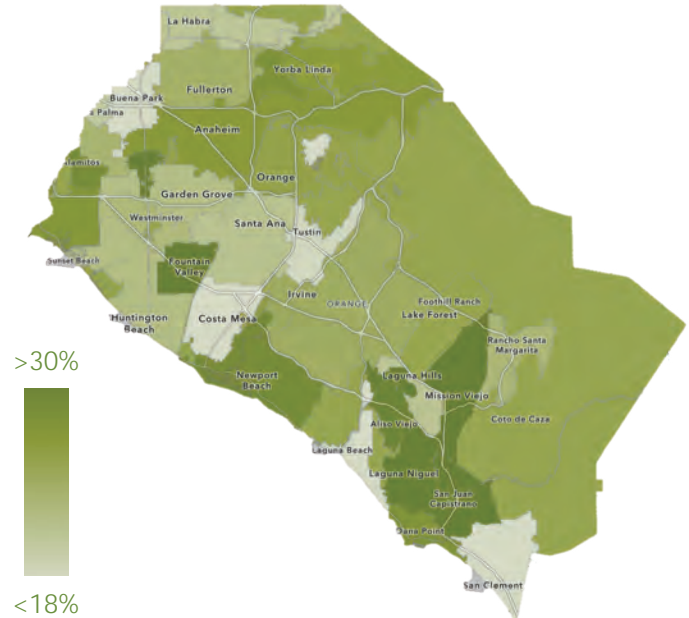 La Habra
Yorba Linda
Fullerton
Buena Park
a Palma
Anaheim
Alamitos
Orange
Garden Grove
Westminster
Santa Ana
Tustin
Sunset Beach
Fountain
Valley
Irvine
ORANGE
Foothill Ranch
Huntington
Beach
Costa Mesa
Lake Forest
Rancho Santa
Margarita
>30%
Newport
Beach
Laguna Hills
Mission Viejo
Coto de Caza
Aliso Viejo
Laguna Beach
Laguna Niguel
San Juan
Capistrano
Dana Point
San Clement
<18%